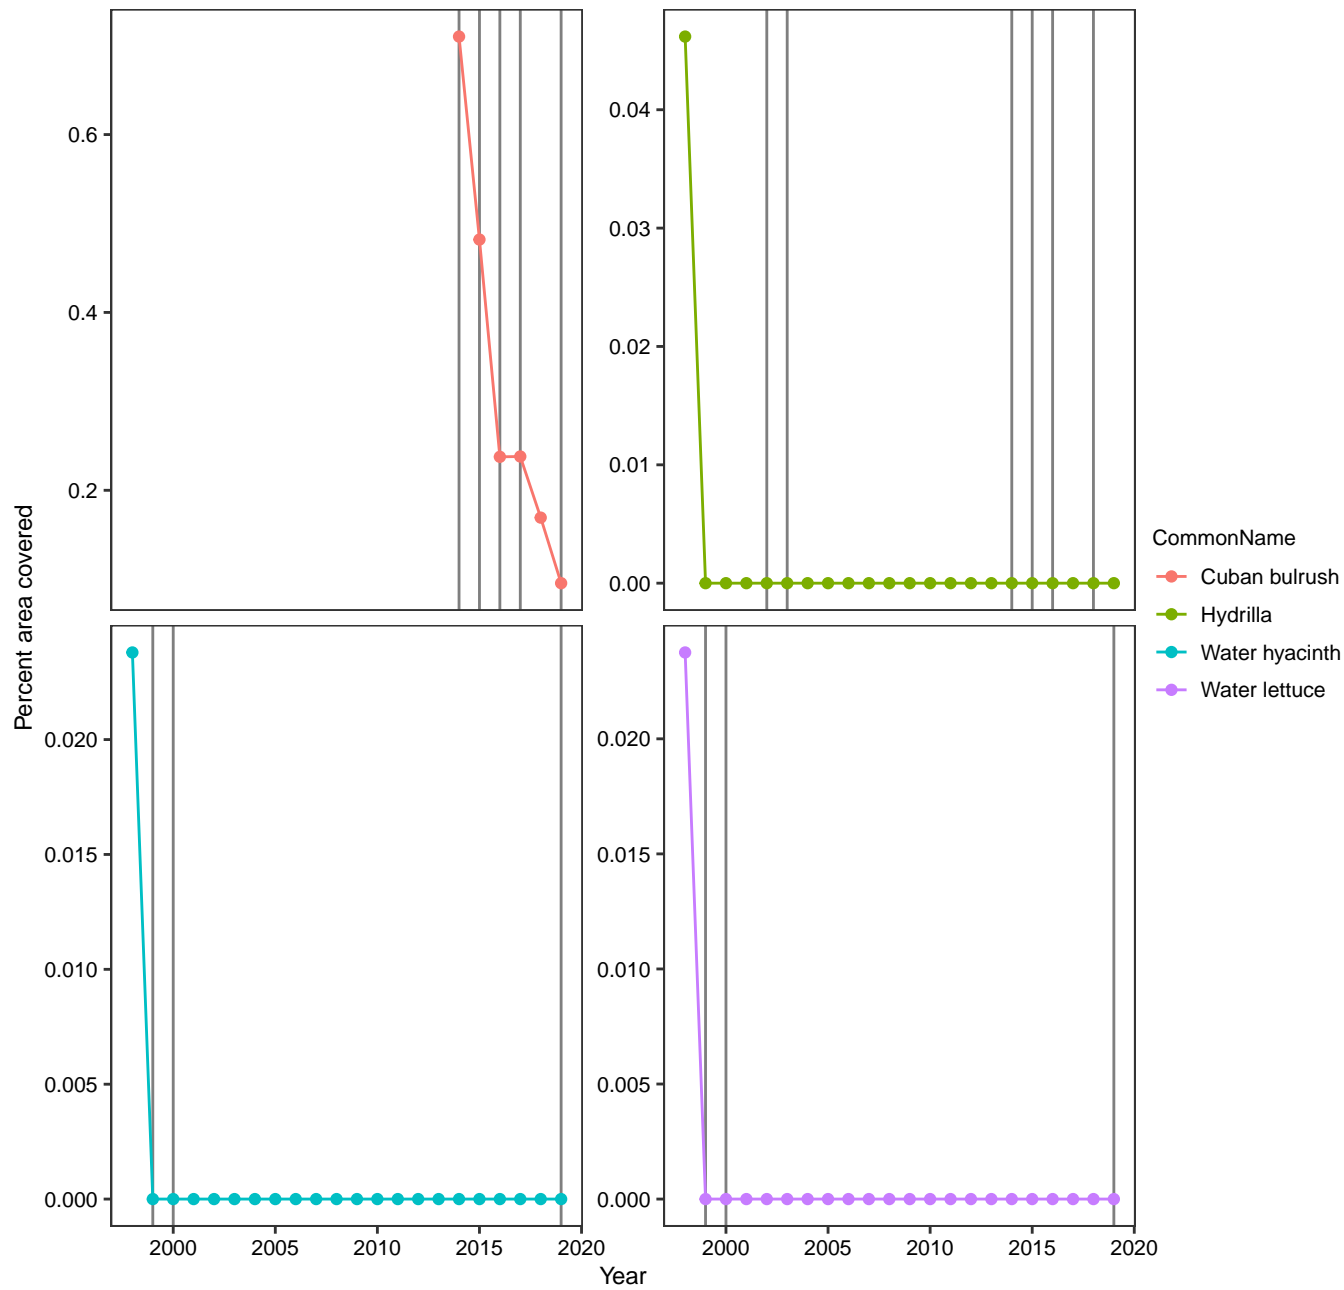 Percent area covered
0.6
0.4
0.2
0.04
0.03
0.02
0.01
0.00
0.020
0.015
0.010
0.005
0.000
0.020
0.015
0.010
0.005
0.000
2000 2005 2010 2015 2020
2000 2005 2010 2015 2020
Year
CommonName
Cuban bulrush
Hydrilla
Water hyacinth
Water lettuce